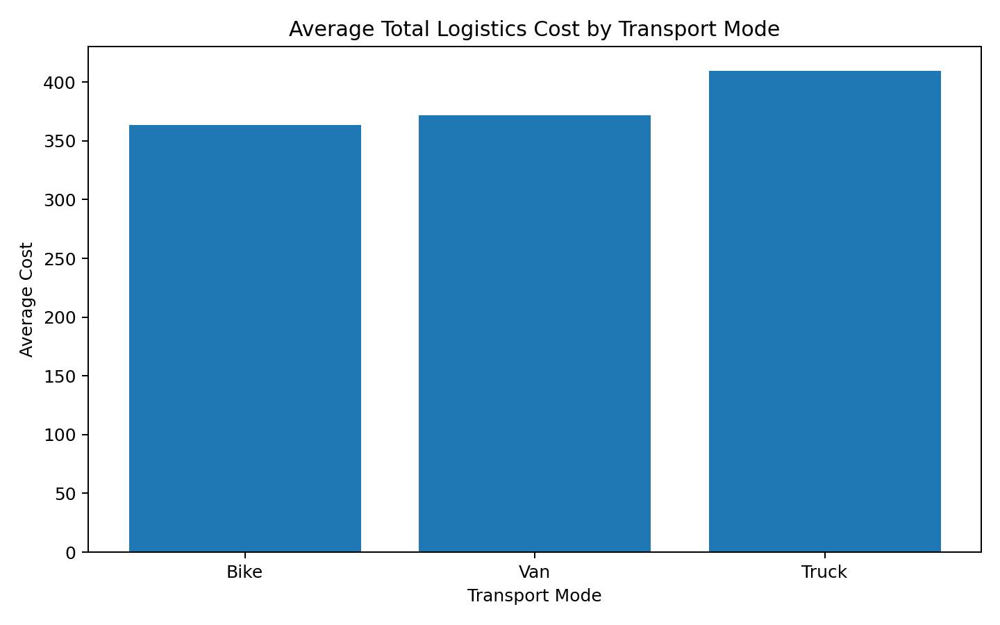 Average Total Logistics Cost by Transport Mode
Average Cost
400
350
300
250
200
150
100
50
0
Bike
Van
Truck
Transport Mode